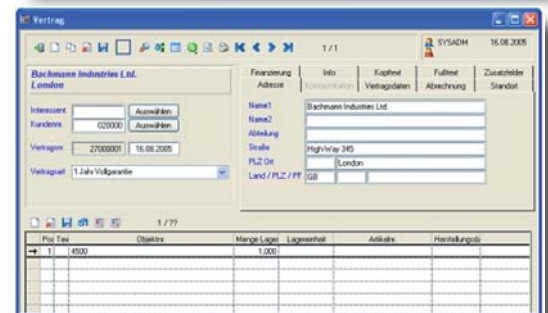 Vertrag
1/1
SYSADM
16.08.2005
Bachmann Industries Ltd.
London
Finanzierung Info Kopftext Fußtext Zusatzfelder
Adresse Kommunikation Vertragsdaten Abrechnung Standort
Interessent Auswählen
Kundennr. 020000 Auswählen
Vertragsnr. 27000001 16.08.2005
Vertragsart 1 Jahr Vollgarantie
Name1 Bachmann Industries Ltd.
Name2
Abteilung
Straße High-Way 345
PLZ Ort London
Land / PLZ / PF GB
1/??
Pos Tex Objektnr. Menge Lager Lagereinheit Artikelnr. Herstellungsda
1 4500 1,000